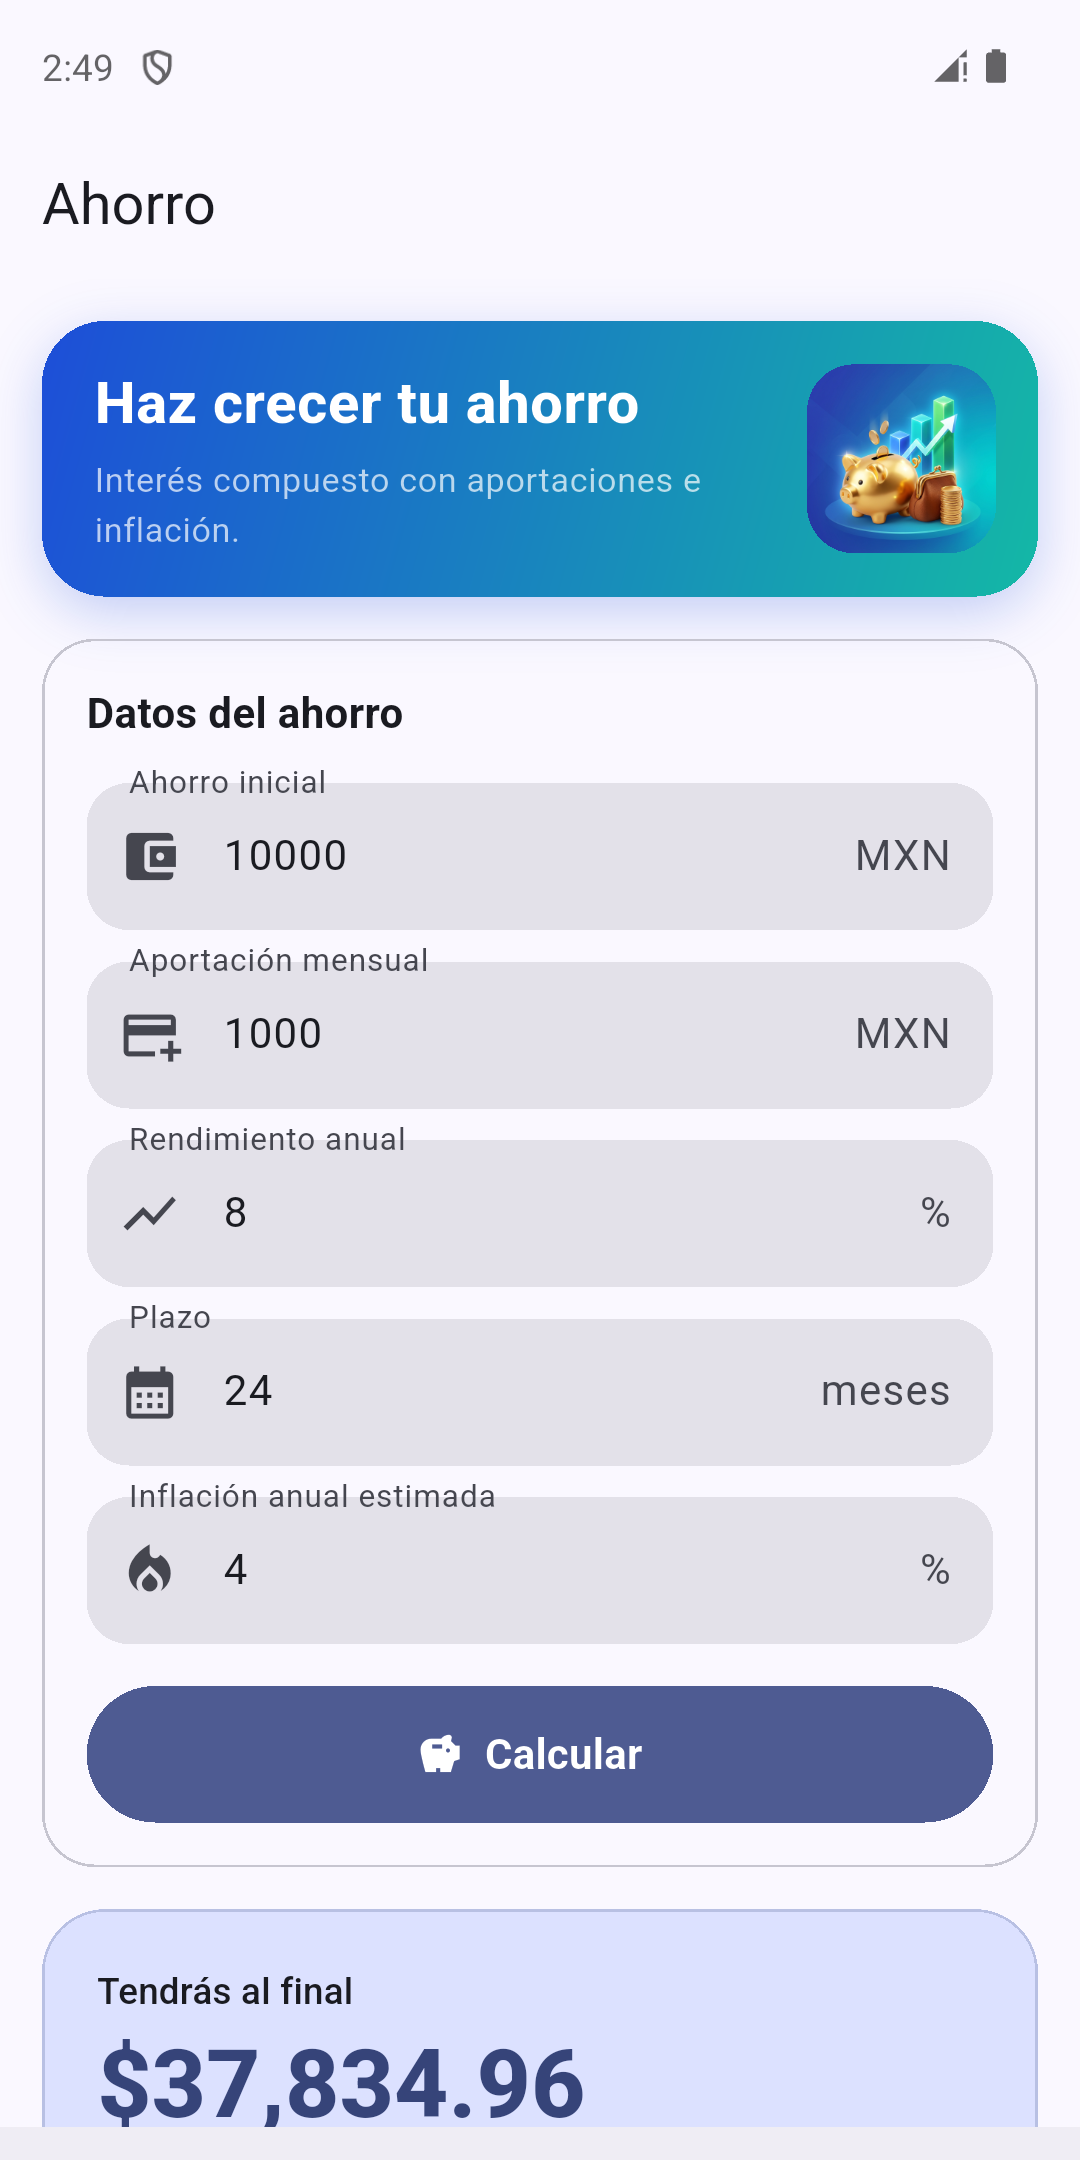 2:49
Ahorro
Haz crecer tu ahorro
Interés compuesto con aportaciones e
inflación.
Datos del ahorro
Ahorro inicial
10000 MXN
Aportación mensual
1000 MXN
Rendimiento anual
8 %
Plazo
24 meses
Inflación anual estimada
4 %
Calcular
Tendrás al final
$37,834.96